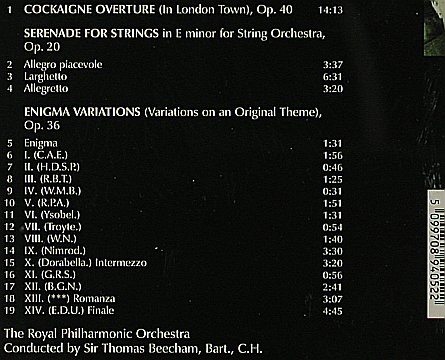 1 COCKAIGNE OVERTURE (In London Town), Op. 40 14:13
SERENADE FOR STRINGS in E minor for String Orchestra,
Op. 20
2 Allegro piacevole 3:37
3 Larghetto 6:31
4 Allegretto 3:20
ENIGMA VARIATIONS (Variations on an Original Theme),
Op. 36
5 Enigma 1:31
6 I. (C.A.E.) 1:56
7 II. (H.D.S.P.) 0:46
8 III. (R.B.T.) 1:25
9 IV. (W.M.B.) 0:31
10 V. (R.P.A.) 1:51
11 VI. (Ysobel.) 1:31
12 VII. (Troyte.) 0:54
13 VIII. (W.N.) 1:40
14 IX. (Nimrod.) 3:30
15 X. (Dorabella.) Intermezzo 3:20
16 XI. (G.R.S.) 0:56
17 XII. (B.G.N.) 2:41
18 XIII. (***) Romanza 3:07
19 XIV. (E.D.U.) Finale 4:45
The Royal Philharmonic Orchestra
Conducted by Sir Thomas Beecham, Bart., C.H.
5 099708 940522